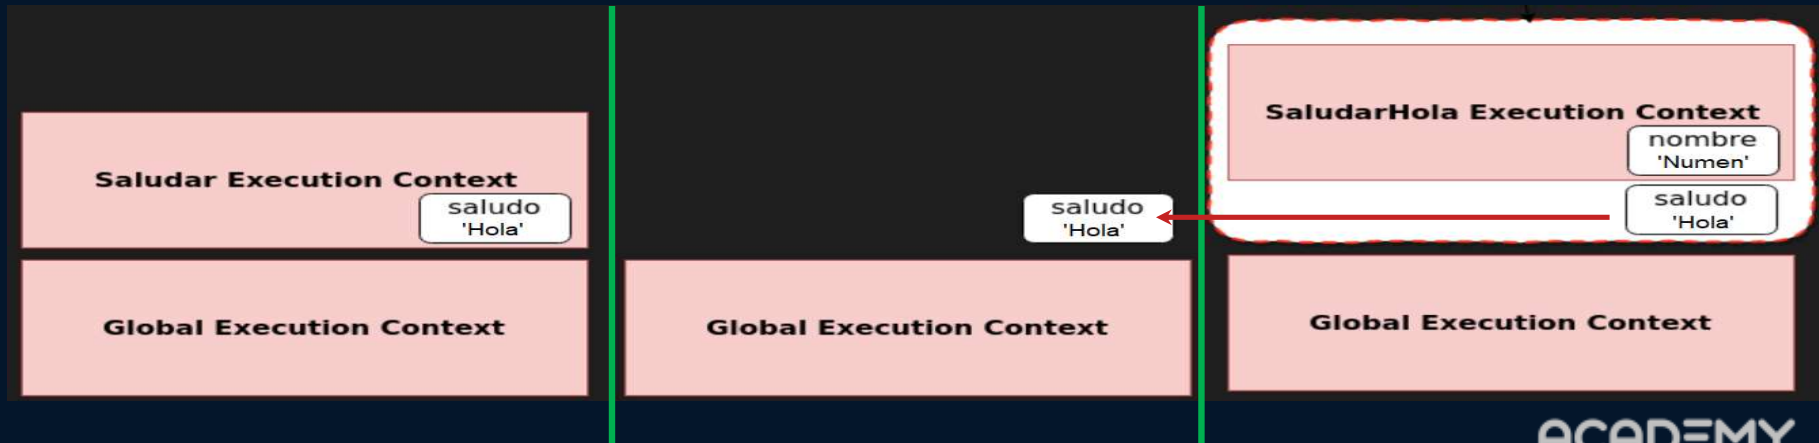 Saludar Execution Context
saludo
'Hola'
Global Execution Context
saludo
'Hola'
Global Execution Context
SaludarHola Execution Context
nombre
'Numen'
saludo
'Hola'
Global Execution Context
ACADEMY